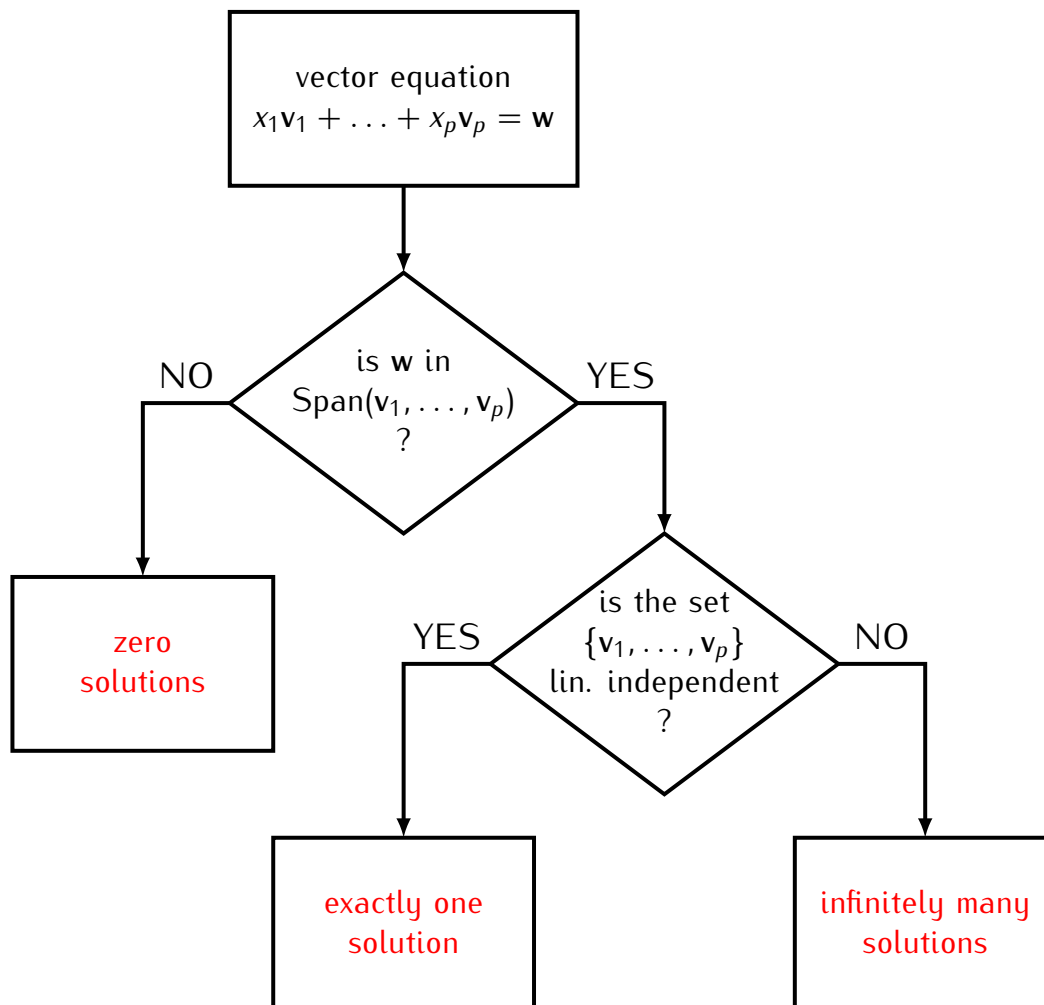 vector equation
x₁v₁ + . . . + xₚvₚ = w
is w in
Span(v₁, . . . , vₚ)
?
NO
YES
zero
solutions
is the set
{v₁, . . . , vₚ}
lin. independent
?
YES
NO
exactly one
solution
infinitely many
solutions